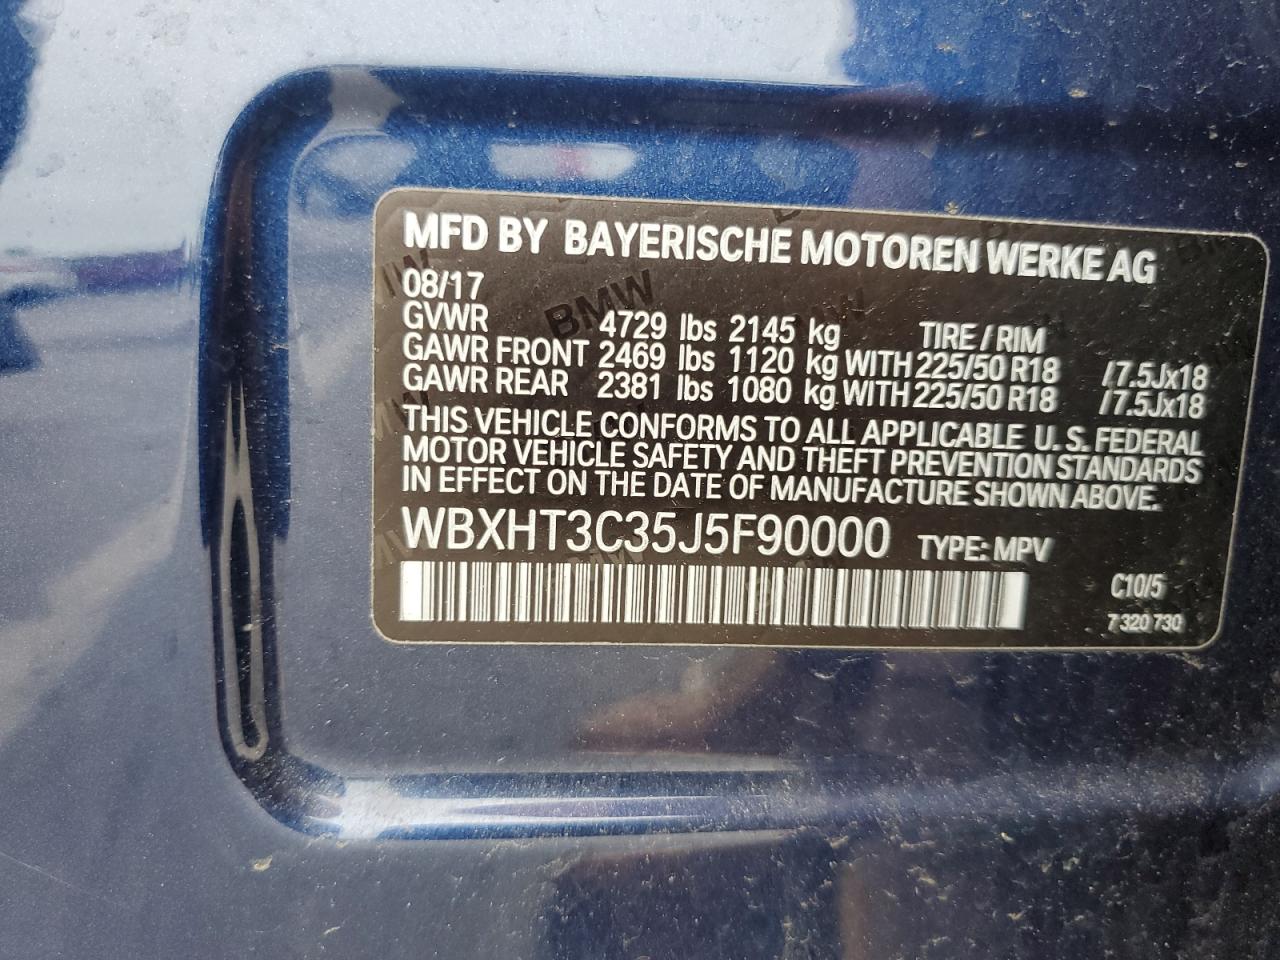 MFD BY BAYERISCHE MOTOREN WERKE AG
08/17
GVWR 4729 lbs 2145 kg TIRE / RIM
GAWR FRONT 2469 lbs 1120 kg WITH 225/50 R18 /7.5Jx18
GAWR REAR 2381 lbs 1080 kg WITH 225/50 R18 /7.5Jx18
THIS VEHICLE CONFORMS TO ALL APPLICABLE U.S. FEDERAL
MOTOR VEHICLE SAFETY AND THEFT PREVENTION STANDARDS
IN EFFECT ON THE DATE OF MANUFACTURE SHOWN ABOVE.
WBXHT3C35J5F90000 TYPE: MPV
C10/5
7 320 730
BMW